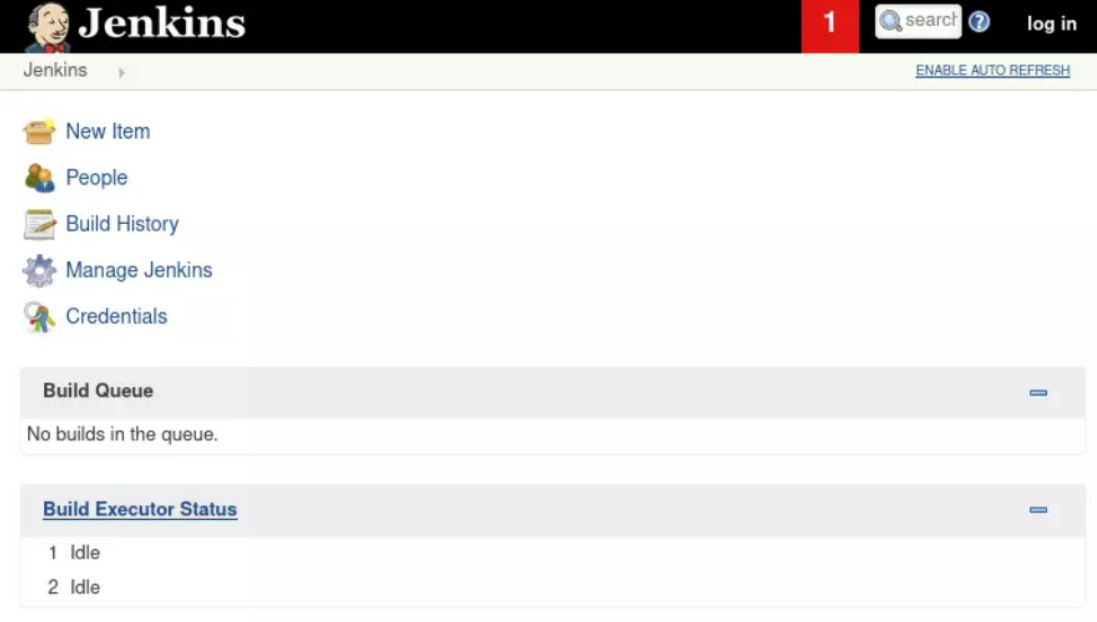 Jenkins 1 search ? log in
Jenkins ENABLE AUTO REFRESH
New Item
People
Build History
Manage Jenkins
Credentials
Build Queue
No builds in the queue.
Build Executor Status
1 Idle
2 Idle